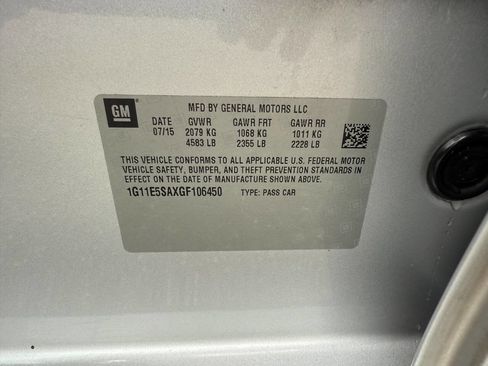 GM
MFD BY GENERAL MOTORS LLC
DATE GVWR GAWR FRT GAWR RR
07/15 2079 KG 1068 KG 1011 KG
4583 LB 2355 LB 2228 LB
THIS VEHICLE CONFORMS TO ALL APPLICABLE U.S. FEDERAL MOTOR
VEHICLE SAFETY, BUMPER, AND THEFT PREVENTION STANDARDS IN
EFFECT ON THE DATE OF MANUFACTURE SHOWN ABOVE.
1G11E5SAXGF106450 TYPE: PASS CAR